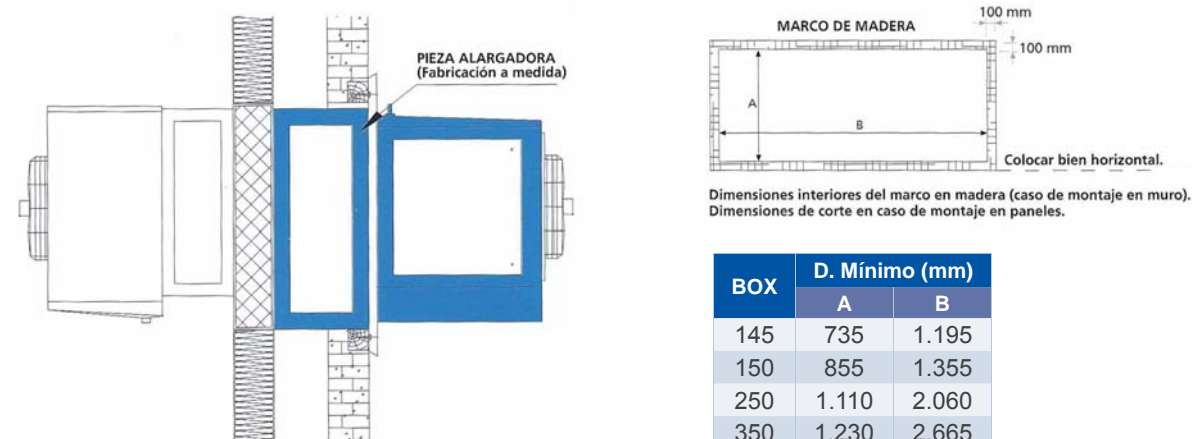 PIEZA ALARGADORA
(Fabricación a medida)
100 mm
MARCO DE MADERA
100 mm
A
B
Colocar bien horizontal.
Dimensiones interiores del marco en madera (caso de montaje en muro).
Dimensiones de corte en caso de montaje en paneles.
BOX D. Mínimo (mm)
A B
145 735 1.195
150 855 1.355
250 1.110 2.060
350 1.230 2.665